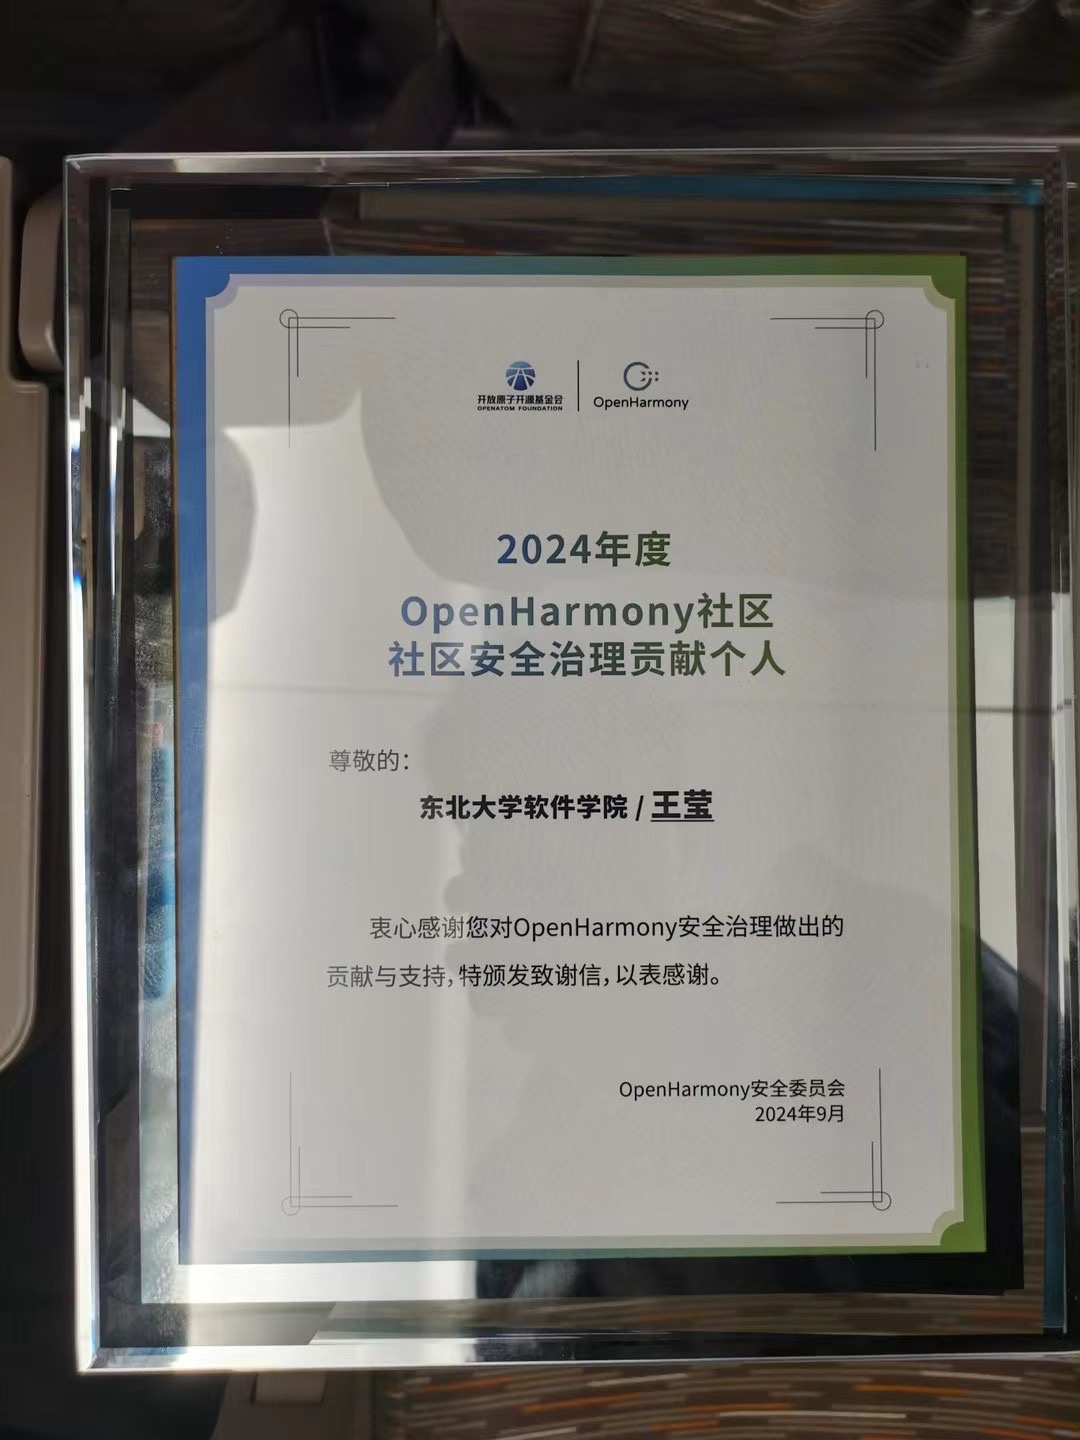 开放原子开源基金会
OPENATOM FOUNDATION
OpenHarmony
2024年度
OpenHarmony社区
社区安全治理贡献个人
尊敬的：
东北大学软件学院 / 王莹
衷心感谢您对OpenHarmony安全治理做出的
贡献与支持，特颁发致谢信，以表感谢。
OpenHarmony安全委员会
2024年9月